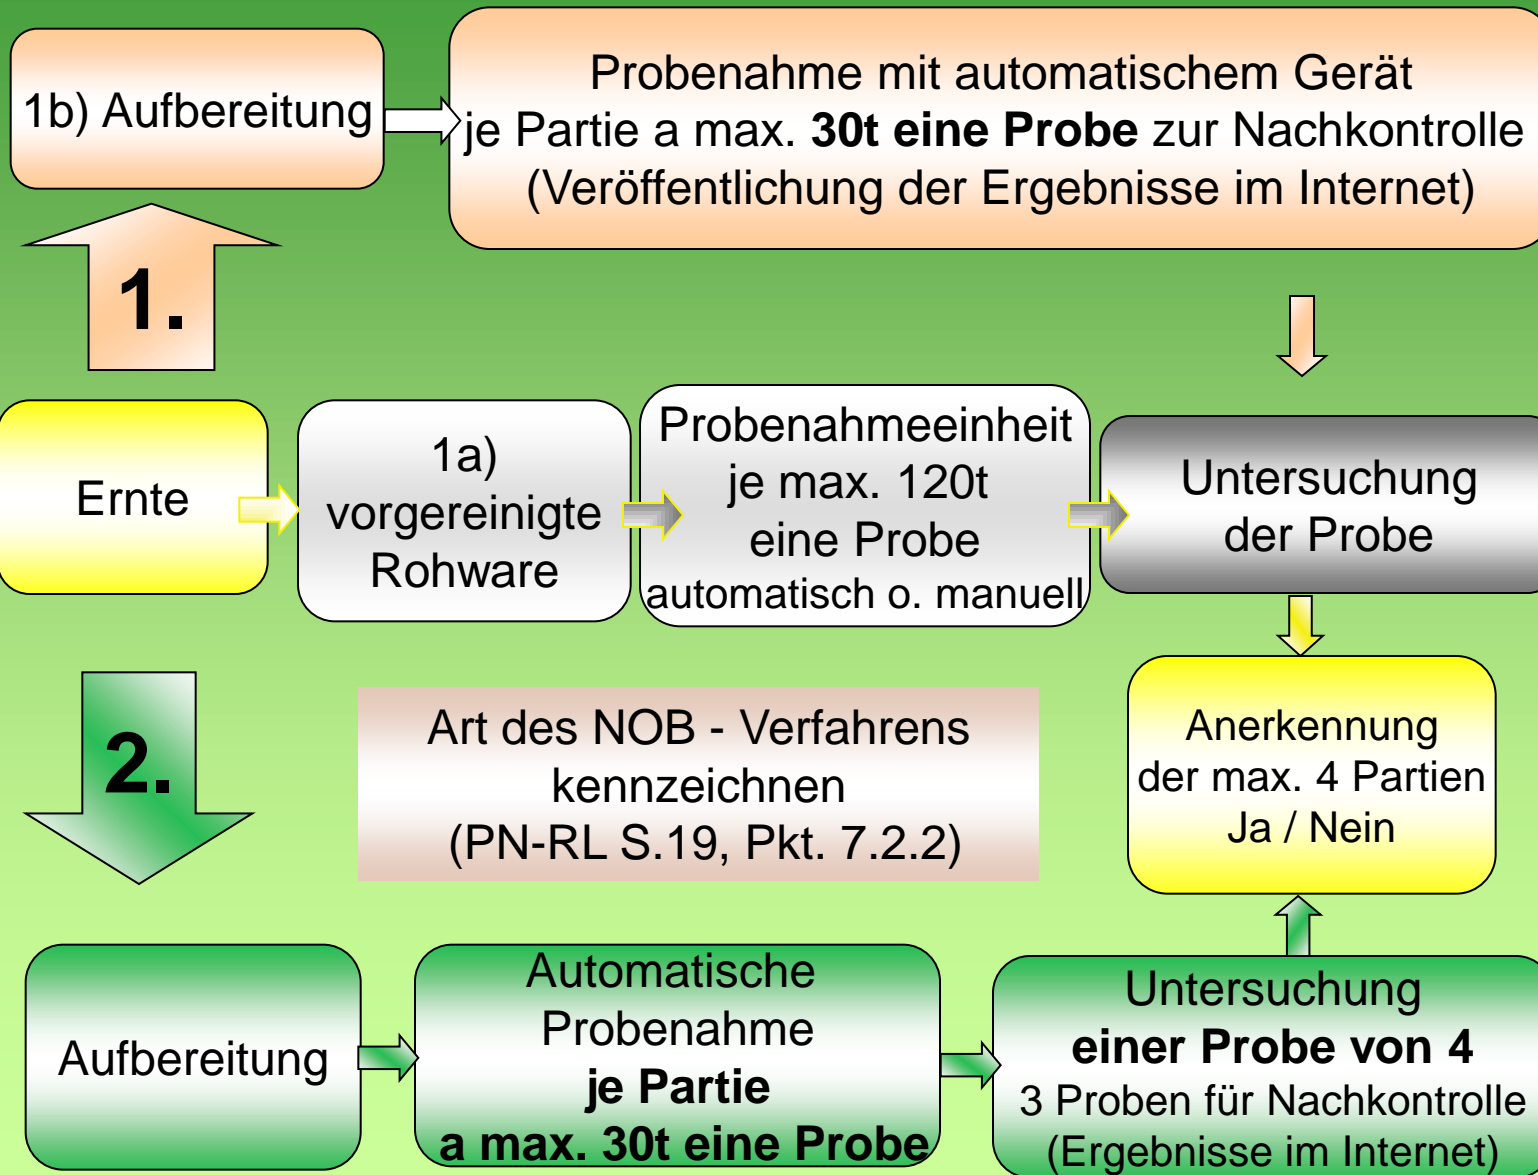 1b) Aufbereitung
Probenahme mit automatischem Gerät
je Partie a max. 30t eine Probe zur Nachkontrolle
(Veröffentlichung der Ergebnisse im Internet)
1.
Ernte
1a)
vorgereinigte
Rohware
Probenahmeeinheit
je max. 120t
eine Probe
automatisch o. manuell
Untersuchung
der Probe
2.
Art des NOB - Verfahrens
kennzeichnen
(PN-RL S.19, Pkt. 7.2.2)
Anerkennung
der max. 4 Partien
Ja / Nein
Aufbereitung
Automatische
Probenahme
je Partie
a max. 30t eine Probe
Untersuchung
einer Probe von 4
3 Proben für Nachkontrolle
(Ergebnisse im Internet)